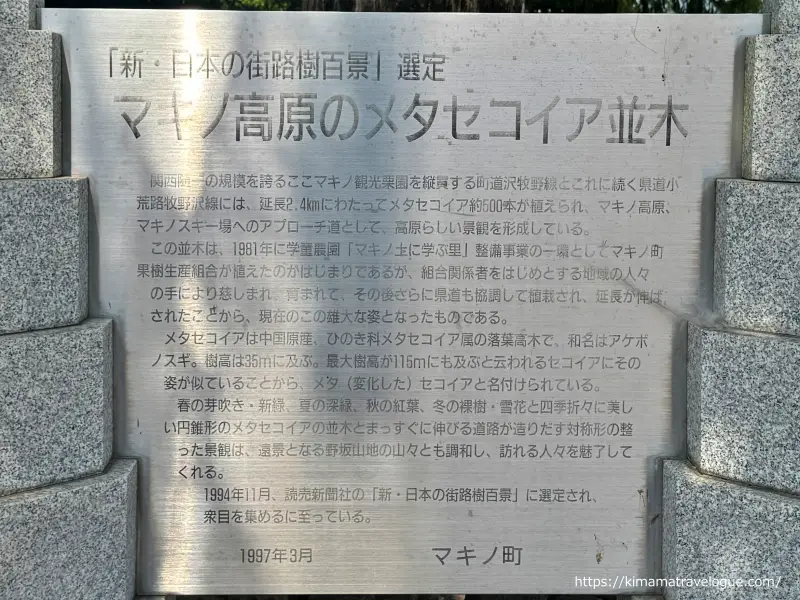 「新・日本の街路樹百景」選定
マキノ高原のメタセコイア並木
関西随一の規模を誇るここマキノ観光栗園を縦貫する町道沢牧野線とこれに続く県道小
荒路牧野沢線には、延長2.4kmにわたってメタセコイア約500本が植えられ、マキノ高原、
マキノスキー場へのアプローチ道として、高原らしい景観を形成している。
この並木は、1981年に学童農園「マキノ土に学ぶ里」整備事業の一環としてマキノ町
果樹生産組合が植えたのがはじまりであるが、組合関係者をはじめとする地域の人々
の手により慈しまれ、育まれて、その後さらに県道も協調して植栽され、延長が伸ば
されたことから、現在のこの雄大な姿となったものである。
メタセコイアは中国原産、ひのき科メタセコイア属の落葉高木で、和名はアケボ
ノスギ。樹高は35mに及ぶ。最大樹高が115mにも及ぶと云われるセコイアにその
姿が似ていることから、メタ（変化した）セコイアと名付けられている。
春の芽吹き・新緑、夏の深緑、秋の紅葉、冬の裸樹・雪花と四季折々に美し
い円錐形のメタセコイアの並木とまっすぐに伸びる道路が造りだす対称形の整
った景観は、遠景となる野坂山地の山々とも調和し、訪れる人々を魅了して
くれる。
1994年11月、読売新聞社の「新・日本の街路樹百景」に選定され、
衆目を集めるに至っている。
1997年3月 マキノ町
https://kimamatravelogue.com/